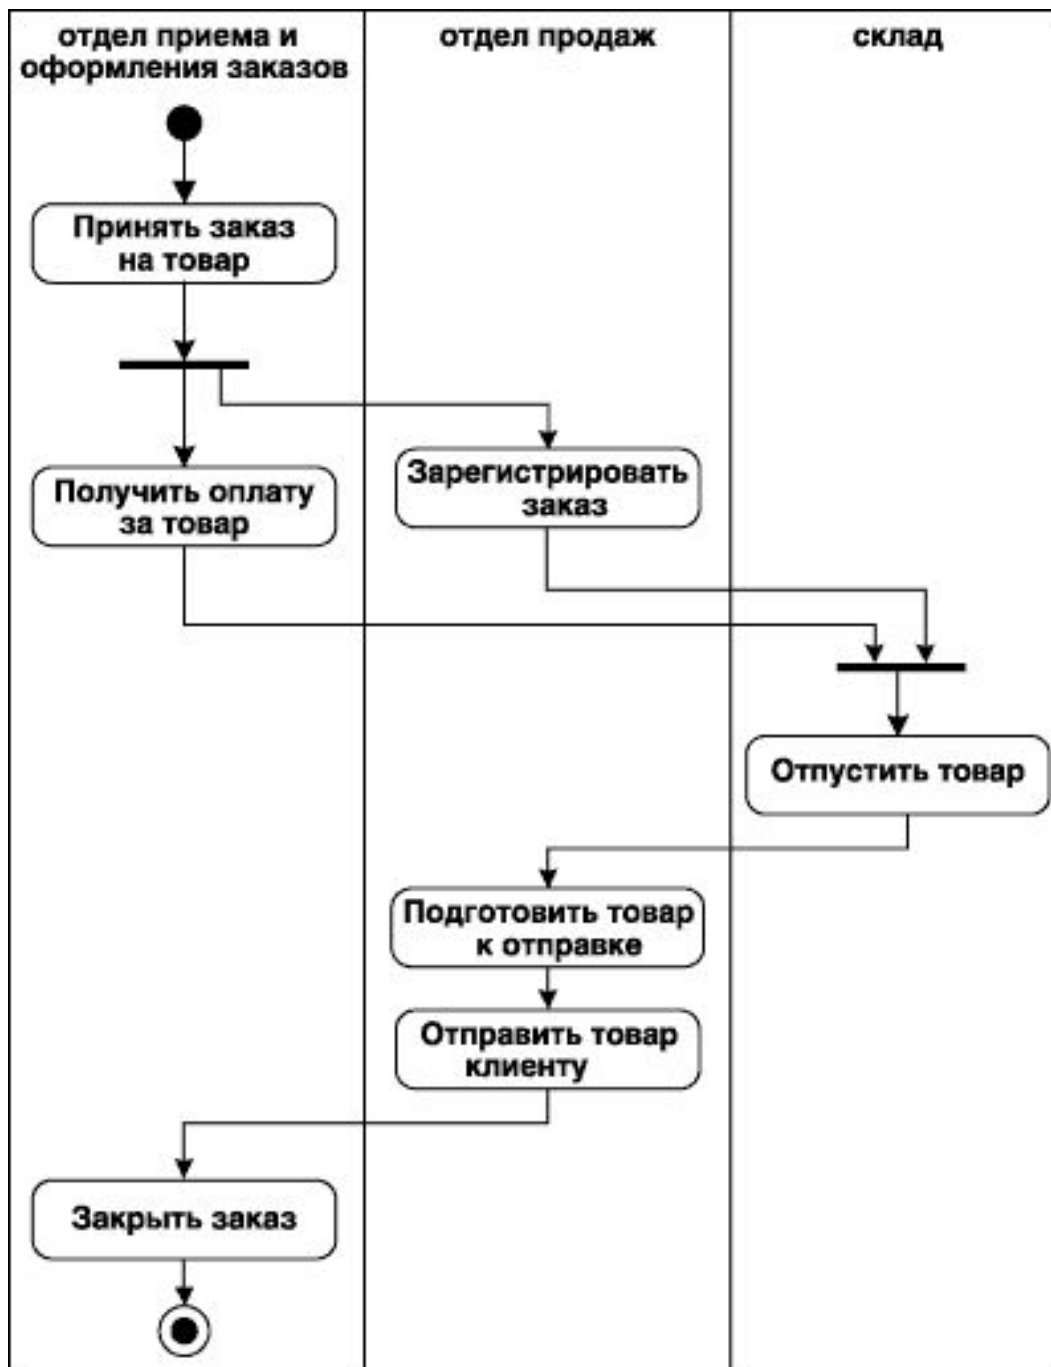 отдел приема и
оформления заказов
отдел продаж
склад
Принять заказ
на товар
Получить оплату
за товар
Зарегистрировать
заказ
Отпустить товар
Подготовить товар
к отправке
Отправить товар
клиенту
Закрыть заказ